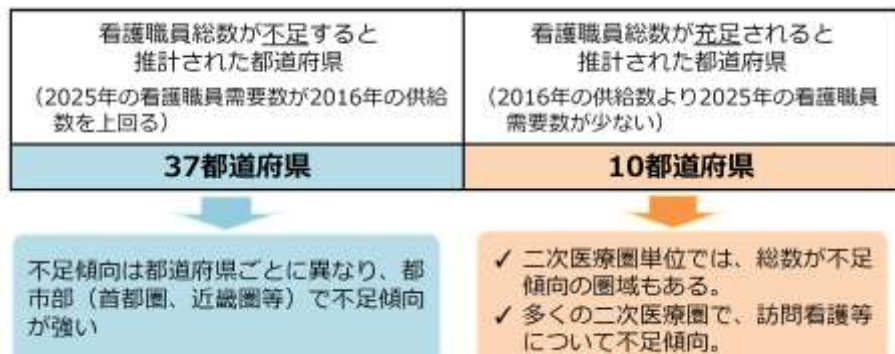 看護職員総数が不足すると
推計された都道府県
（2025年の看護職員需要数が2016年の供給
数を上回る）
37都道府県
看護職員総数が充足されると
推計された都道府県
（2016年の供給数より2025年の看護職員
需要数が少ない）
10都道府県
不足傾向は都道府県ごとに異なり、都
市部（首都圏、近畿圏等）で不足傾向
が強い
✓ 二次医療圏単位では、総数が不足
傾向の圏域もある。
✓ 多くの二次医療圏で、訪問看護等
について不足傾向。